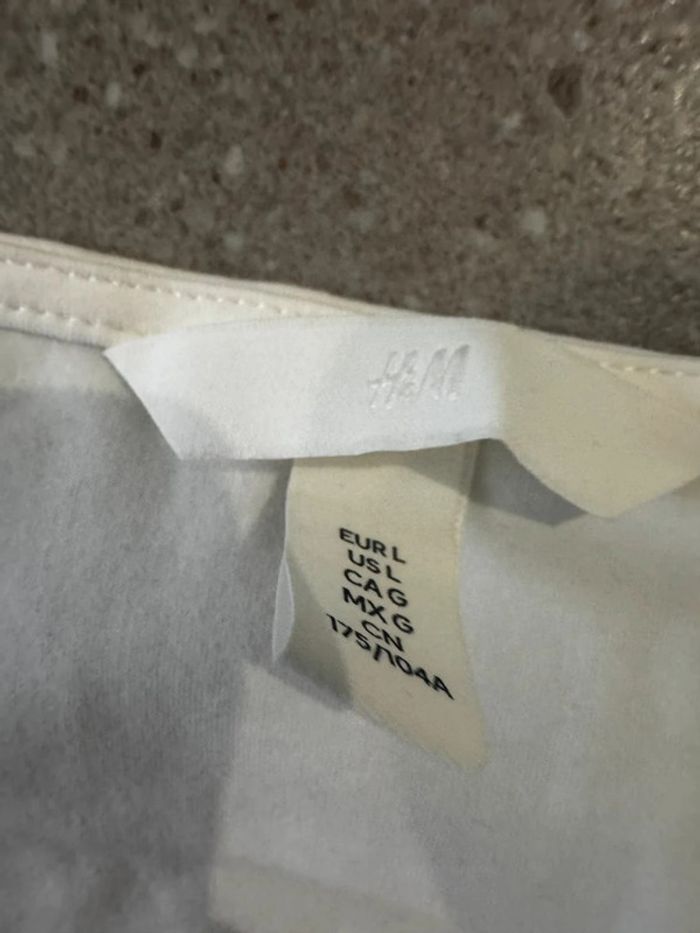 H&M
EUR L
US L
CA G
MX G
CN
175/104A